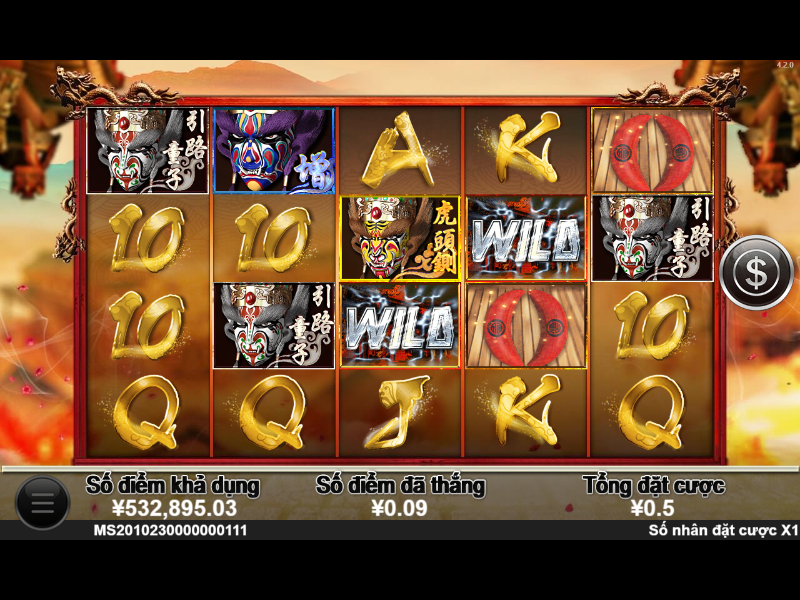 4.2.0
引路童子
增
A
K
10
10
虎頭鍘
WILD
引路童子
10
引路童子
WILD
10
Q
Q
J
K
Q
$
Số điểm khả dụng
Số điểm đã thắng
Tổng đặt cược
¥532,895.03
¥0.09
¥0.5
MS2010230000000111
Số nhân đặt cược X1